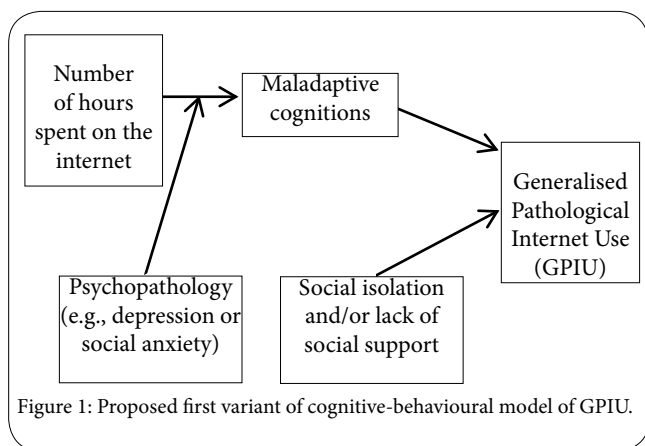 Number
of hours
spent on the
internet
Maladaptive
cognitions
Generalised
Pathological
Internet Use
(GPIU)
Psychopathology
(e.g., depression or
social anxiety)
Social isolation
and/or lack of
social support
Figure 1: Proposed first variant of cognitive-behavioural model of GPIU.